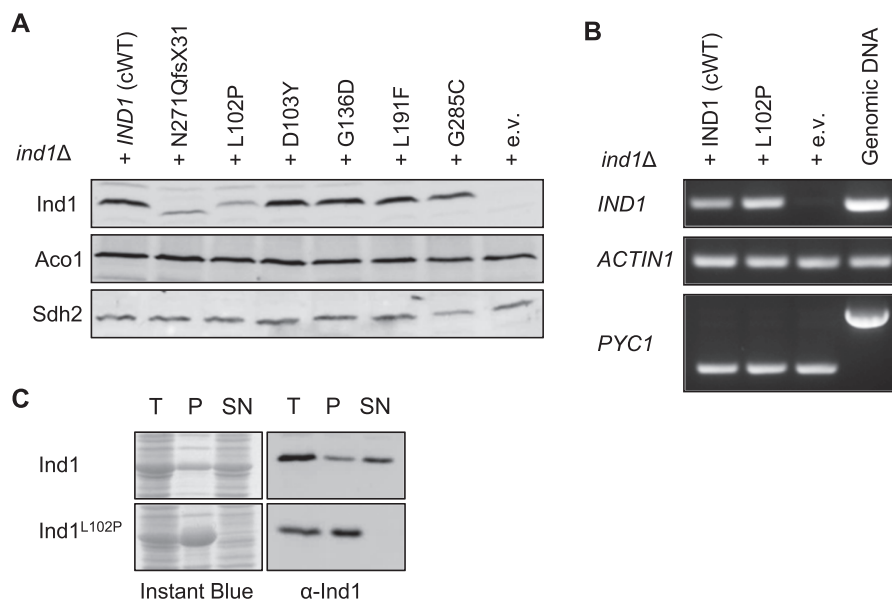 A
ind1Δ
+ IND1 (cWT)
+ N271QfsX31
+ L102P
+ D103Y
+ G136D
+ L191F
+ G285C
+ e.v.
Ind1
Aco1
Sdh2
B
ind1Δ
+ IND1 (cWT)
+ L102P
+ e.v.
Genomic DNA
IND1
ACTIN1
PYC1
C
T P SN T P SN
Ind1
Ind1L102P
Instant Blue α-Ind1